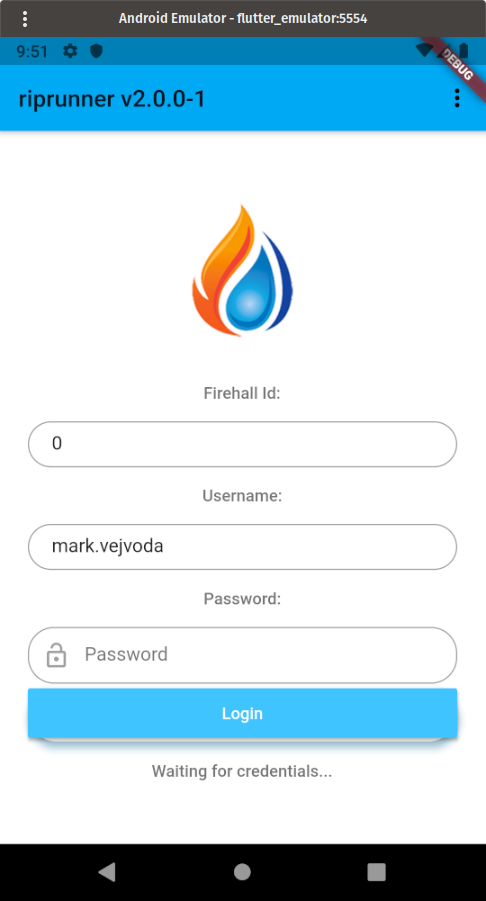 Android Emulator - flutter_emulator:5554
9:51
DEBUG
riprunner v2.0.0-1
Firehall Id:
0
Username:
mark.vejvoda
Password:
Password
Login
Waiting for credentials...